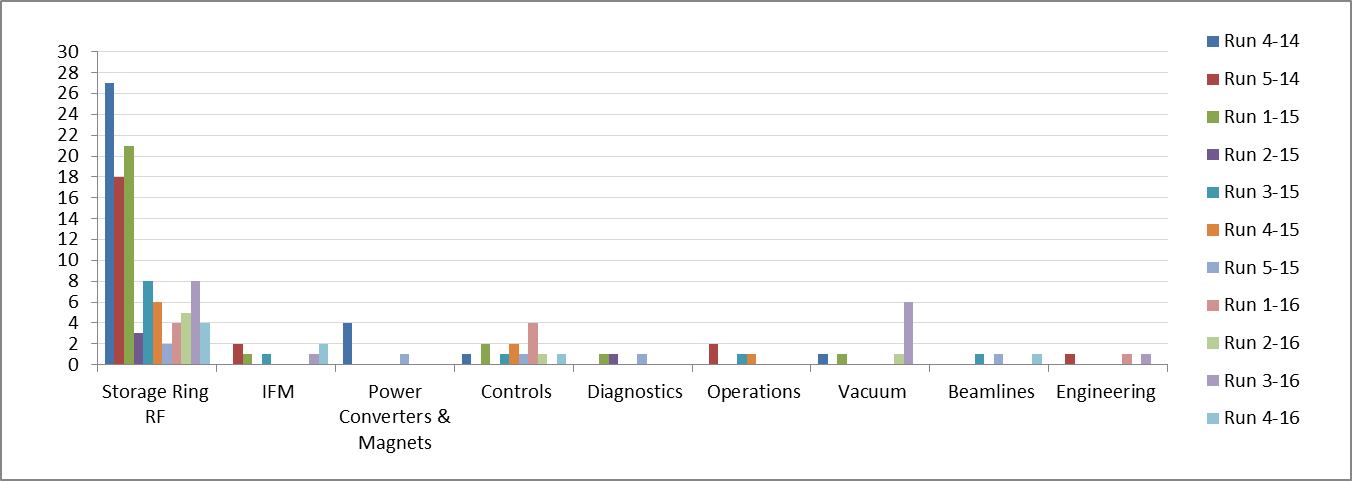 30
28
26
24
22
20
18
16
14
12
10
8
6
4
2
0
Storage Ring
RF
IFM
Power
Converters &
Magnets
Controls
Diagnostics
Operations
Vacuum
Beamlines
Engineering
Run 4-14
Run 5-14
Run 1-15
Run 2-15
Run 3-15
Run 4-15
Run 5-15
Run 1-16
Run 2-16
Run 3-16
Run 4-16